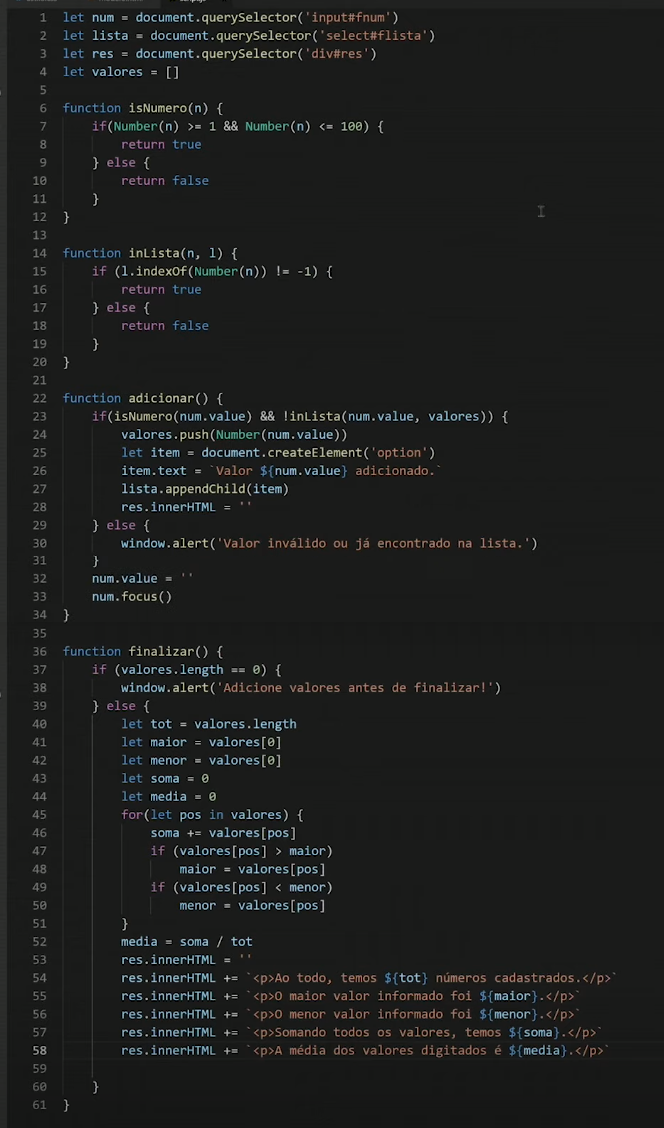 1 let num = document.querySelector('input#fnum')
2 let lista = document.querySelector('select#flista')
3 let res = document.querySelector('div#res')
4 let valores = []
5
6 function isNumero(n) {
7     if(Number(n) >= 1 && Number(n) <= 100) {
8         return true
9     } else {
10         return false
11     }
12 }
13
14 function inLista(n, l) {
15     if (l.indexOf(Number(n)) != -1) {
16         return true
17     } else {
18         return false
19     }
20 }
21
22 function adicionar() {
23     if(isNumero(num.value) && !inLista(num.value, valores)) {
24         valores.push(Number(num.value))
25         let item = document.createElement('option')
26         item.text = `Valor ${num.value} adicionado.`
27         lista.appendChild(item)
28         res.innerHTML = ''
29     } else {
30         window.alert('Valor inválido ou já encontrado na lista.')
31     }
32     num.value = ''
33     num.focus()
34 }
35
36 function finalizar() {
37     if (valores.length == 0) {
38         window.alert('Adicione valores antes de finalizar!')
39     } else {
40         let tot = valores.length
41         let maior = valores[0]
42         let menor = valores[0]
43         let soma = 0
44         let media = 0
45         for(let pos in valores) {
46             soma += valores[pos]
47             if (valores[pos] > maior)
48                 maior = valores[pos]
49             if (valores[pos] < menor)
50                 menor = valores[pos]
51         }
52         media = soma / tot
53         res.innerHTML = ''
54         res.innerHTML += `<p>Ao todo, temos ${tot} números cadastrados.</p>`
55         res.innerHTML += `<p>O maior valor informado foi ${maior}.</p>`
56         res.innerHTML += `<p>O menor valor informado foi ${menor}.</p>`
57         res.innerHTML += `<p>Somando todos os valores, temos ${soma}.</p>`
58         res.innerHTML += `<p>A média dos valores digitados é ${media}.</p>`
59
60     }
61 }